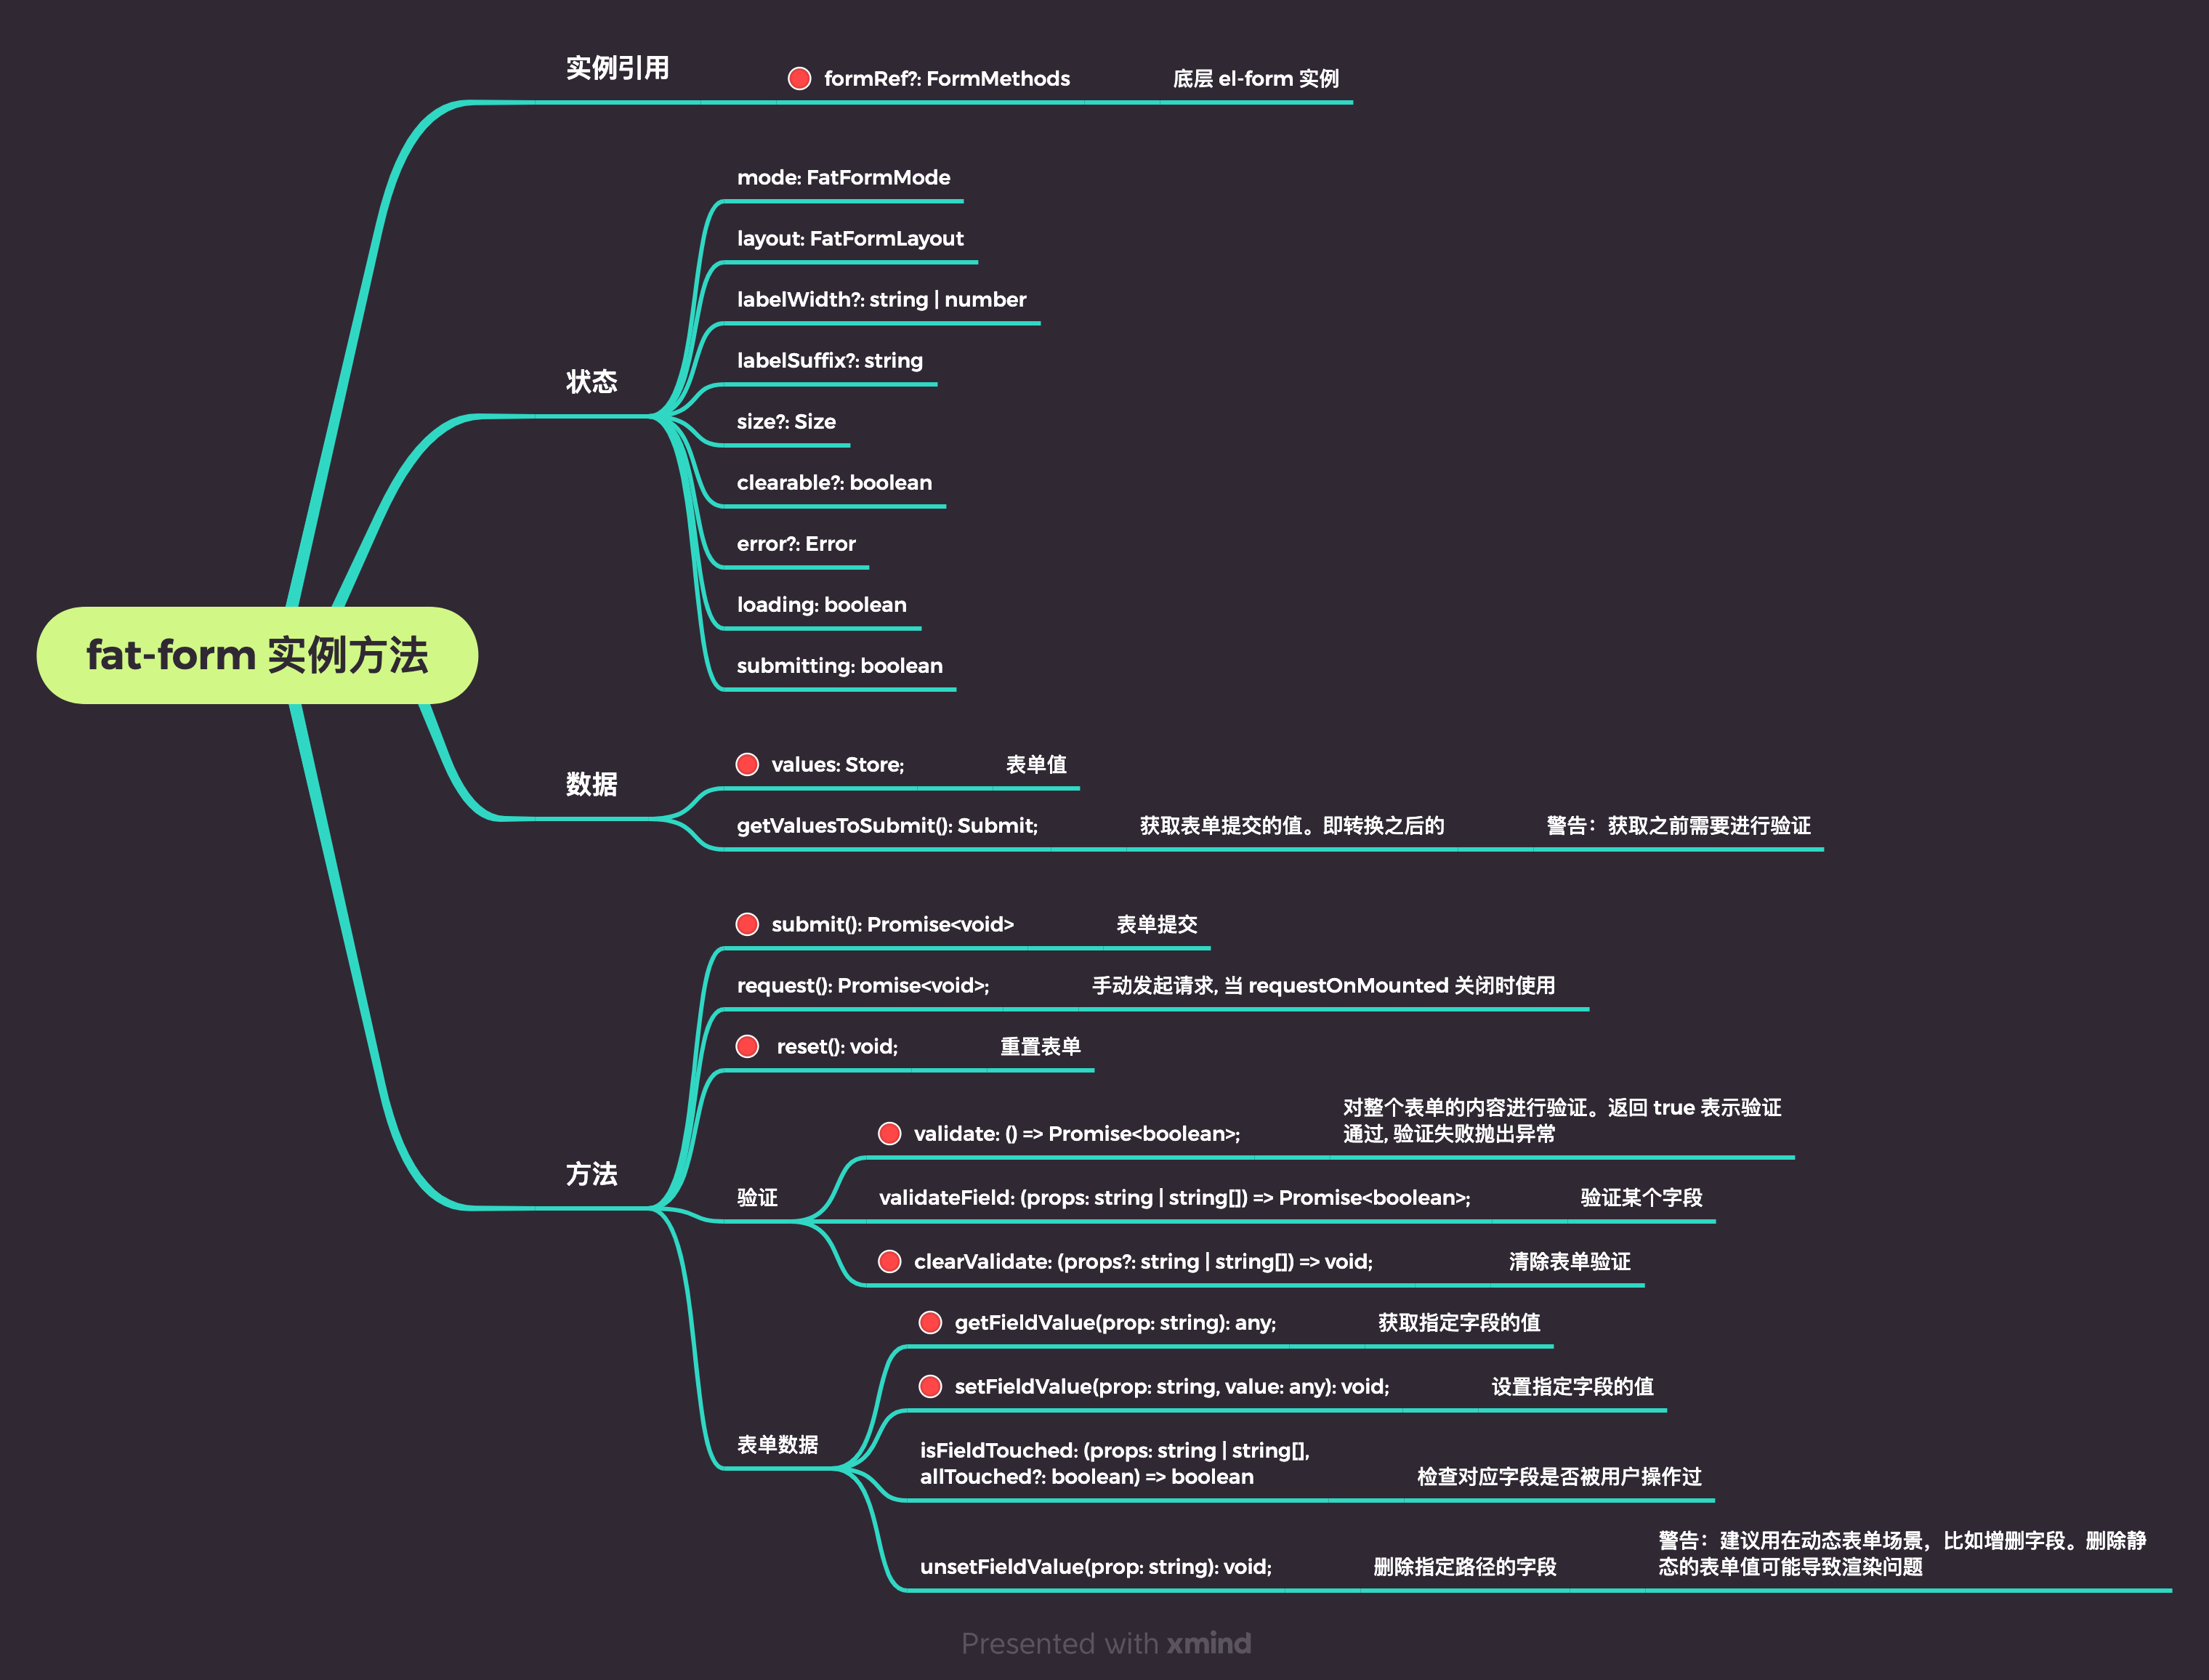 实例引用
formRef?: FormMethods
底层 el-form 实例
mode: FatFormMode
layout: FatFormLayout
labelWidth?: string | number
labelSuffix?: string
状态
size?: Size
clearable?: boolean
error?: Error
loading: boolean
submitting: boolean
fat-form 实例方法
数据
values: Store;
表单值
getValuesToSubmit(): Submit;
获取表单提交的值。即转换之后的
警告：获取之前需要进行验证
submit(): Promise<void>
表单提交
request(): Promise<void>;
手动发起请求, 当 requestOnMounted 关闭时使用
reset(): void;
重置表单
方法
验证
validate: () => Promise<boolean>;
对整个表单的内容进行验证。返回 true 表示验证
通过, 验证失败抛出异常
validateField: (props: string | string[]) => Promise<boolean>;
验证某个字段
clearValidate: (props?: string | string[]) => void;
清除表单验证
表单数据
getFieldValue(prop: string): any;
获取指定字段的值
setFieldValue(prop: string, value: any): void;
设置指定字段的值
isFieldTouched: (props: string | string[],
allTouched?: boolean) => boolean
检查对应字段是否被用户操作过
unsetFieldValue(prop: string): void;
删除指定路径的字段
警告：建议用在动态表单场景，比如增删字段。删除静
态的表单值可能导致渲染问题
Presented with xmind